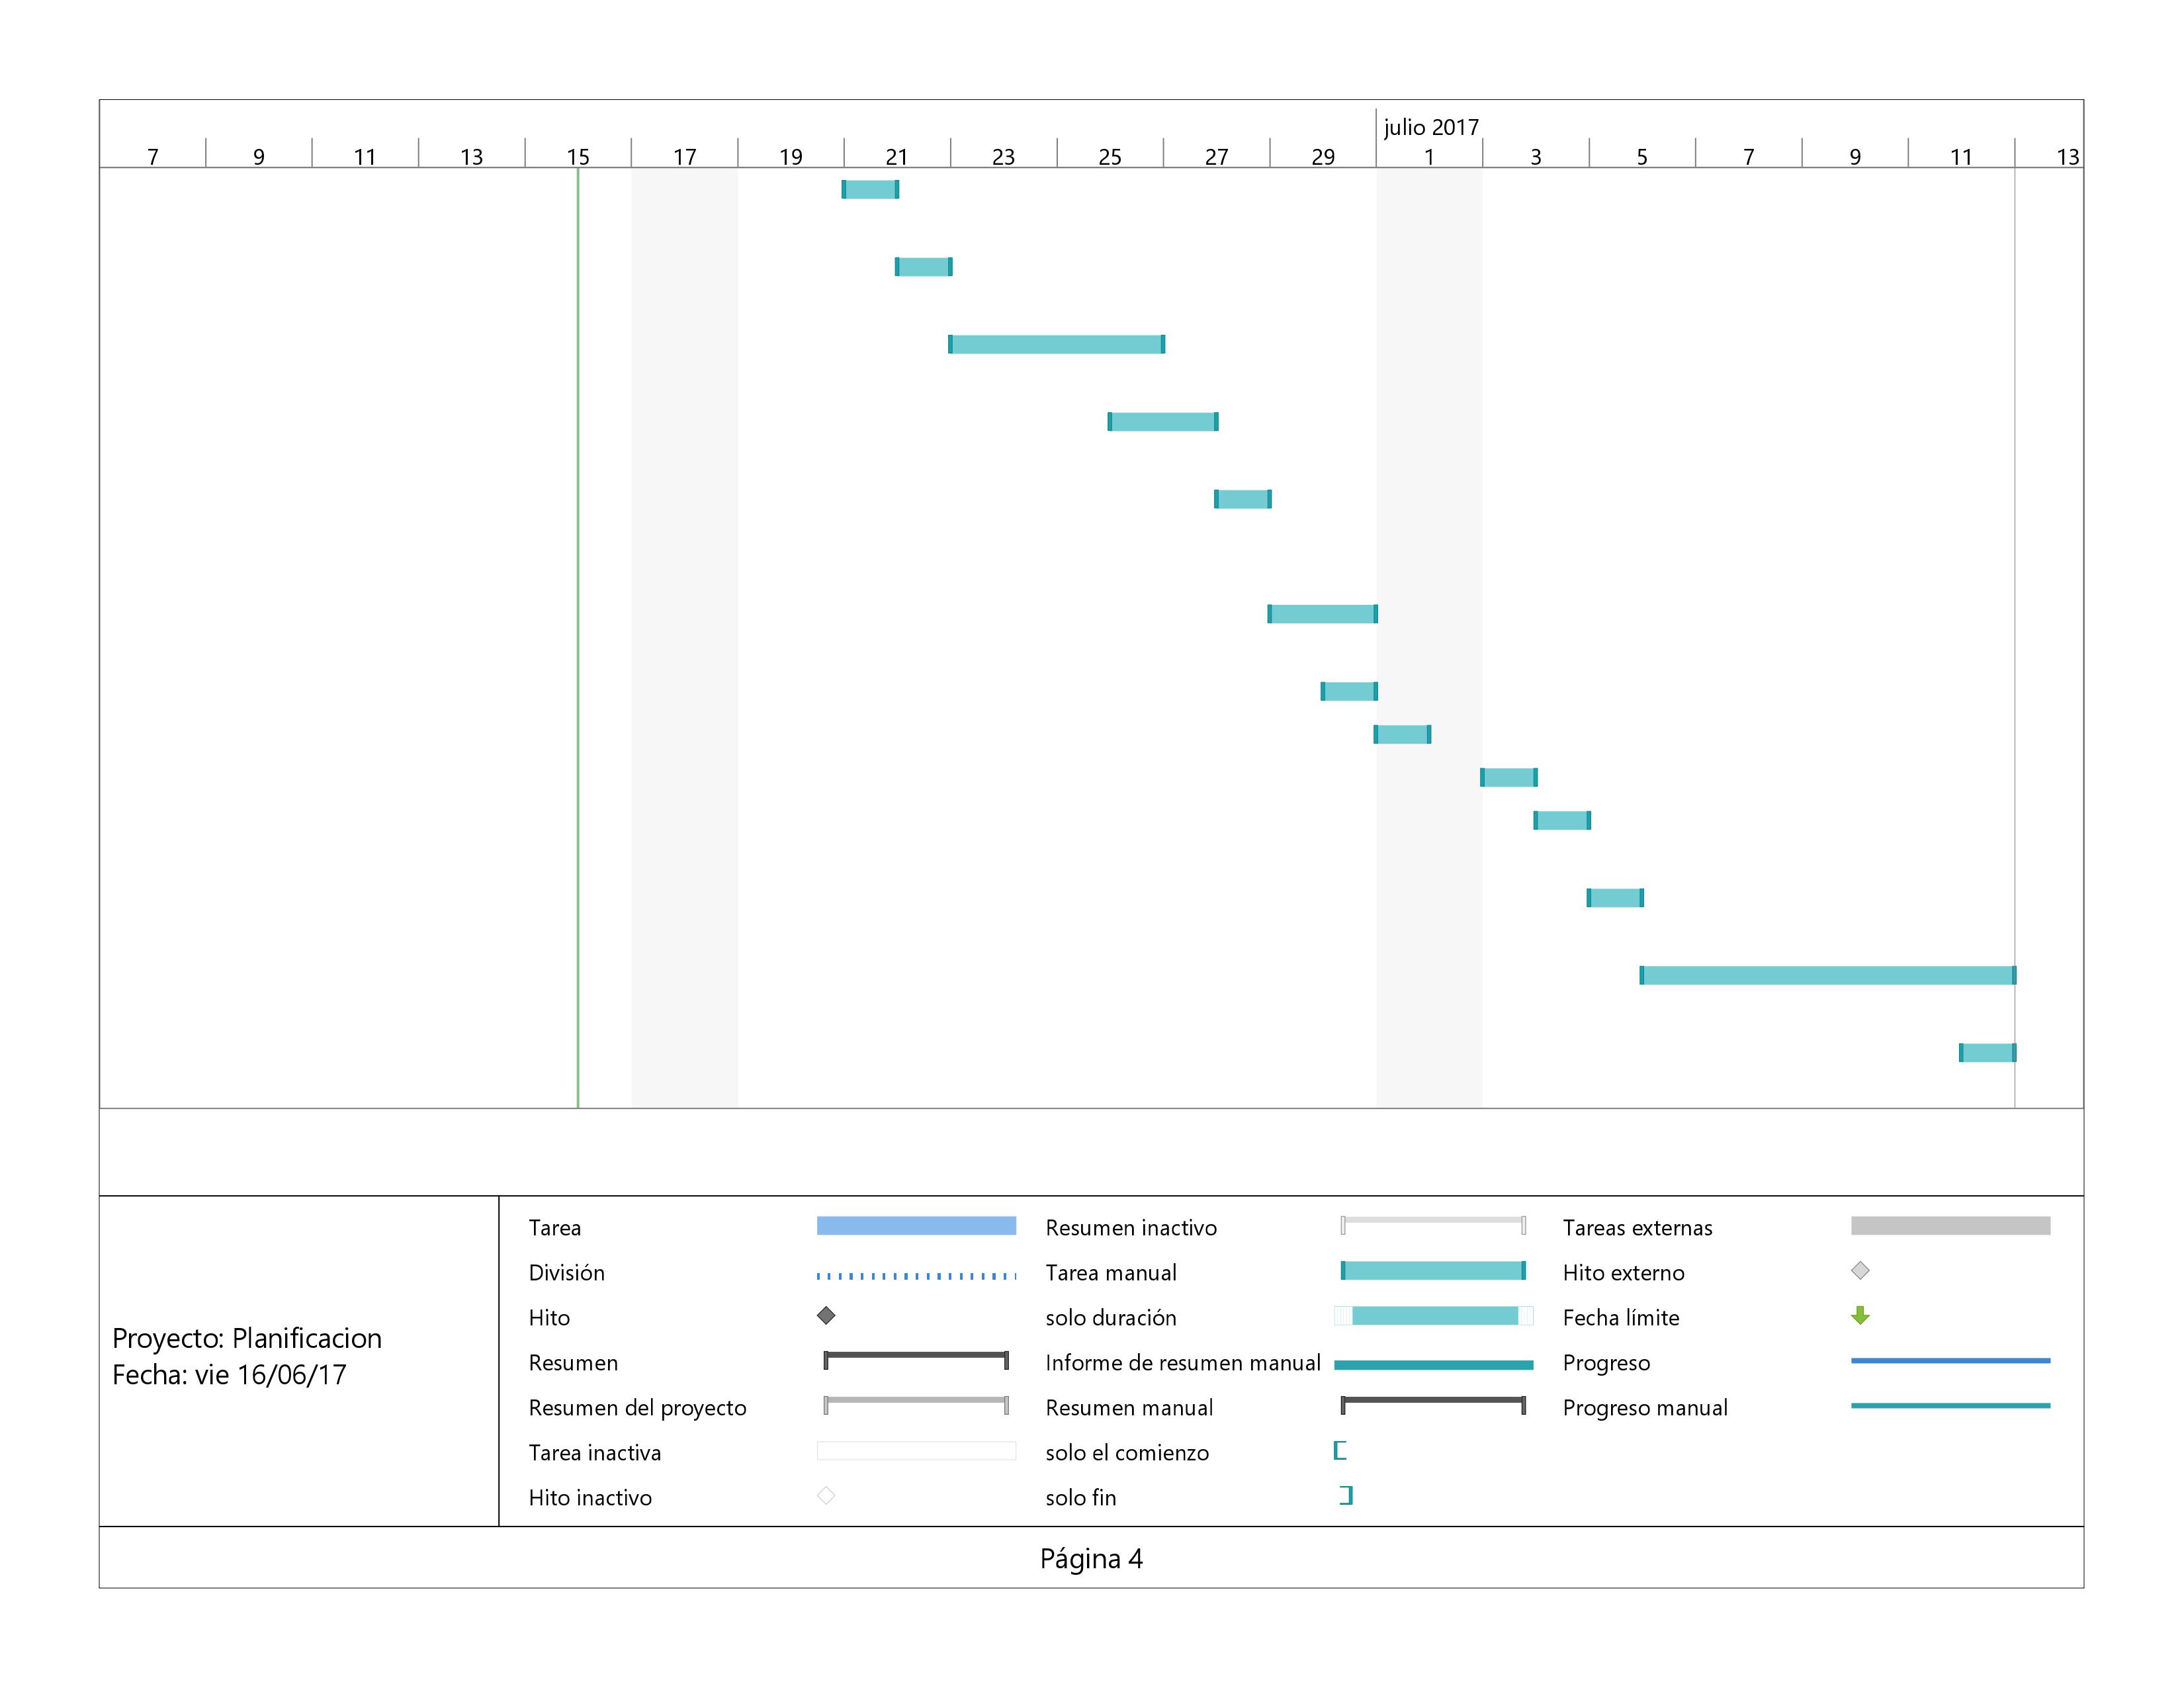 julio 2017
7 9 11 13 15 17 19 21 23 25 27 29 1 3 5 7 9 11 13
Proyecto: Planificacion
Fecha: vie 16/06/17
Tarea
División
Hito
Resumen
Resumen del proyecto
Tarea inactiva
Hito inactivo
Resumen inactivo
Tarea manual
solo duración
Informe de resumen manual
Resumen manual
solo el comienzo
solo fin
Tareas externas
Hito externo
Fecha límite
Progreso
Progreso manual
Página 4